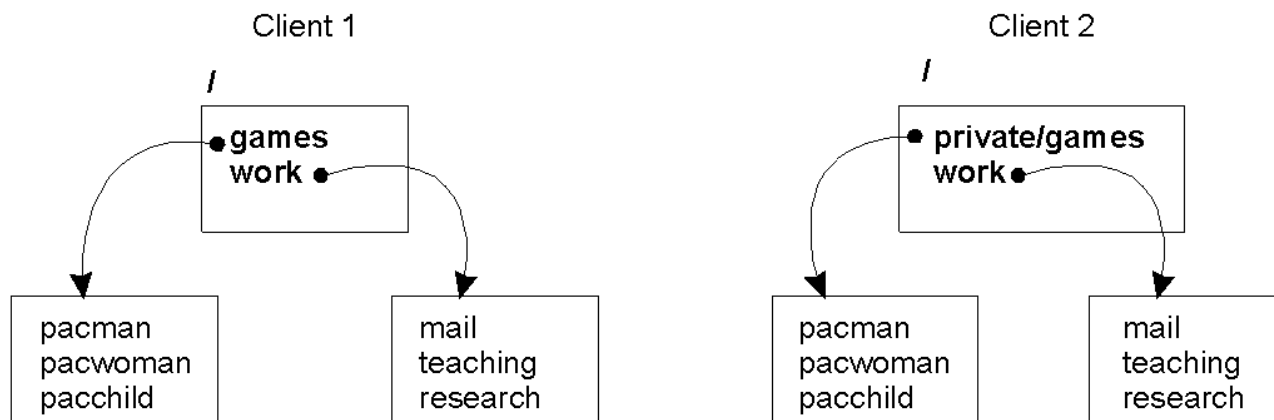 Client 1
/
games
work
pacman
pacwoman
pacchild
mail
teaching
research
Client 2
/
private/games
work
pacman
pacwoman
pacchild
mail
teaching
research